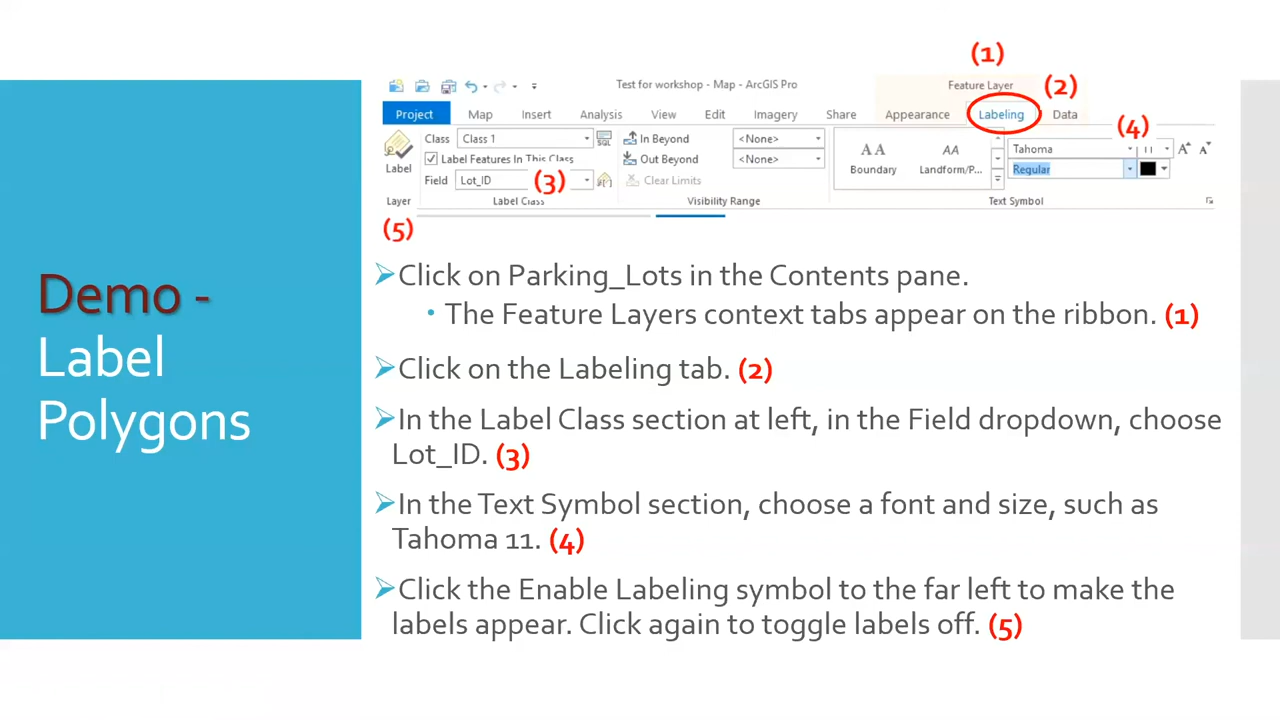 (1)
Test for workshop - Map - ArcGIS Pro
Feature Layer
(2)
Project Map Insert Analysis View Edit Imagery Share Appearance Labeling Data
(4)
Class Class 1 SQL In Beyond <None> AA AA Tahoma 11 A A
Label Features In This Class Out Beyond <None>
Label Boundary Landform/P... Regular
Field Lot_ID (3) Clear Limits
Layer Label Class Visibility Range Text Symbol
(5)
Demo -
Label
Polygons
Click on Parking_Lots in the Contents pane.
• The Feature Layers context tabs appear on the ribbon. (1)
Click on the Labeling tab. (2)
In the Label Class section at left, in the Field dropdown, choose
Lot_ID. (3)
In the Text Symbol section, choose a font and size, such as
Tahoma 11. (4)
Click the Enable Labeling symbol to the far left to make the
labels appear. Click again to toggle labels off. (5)